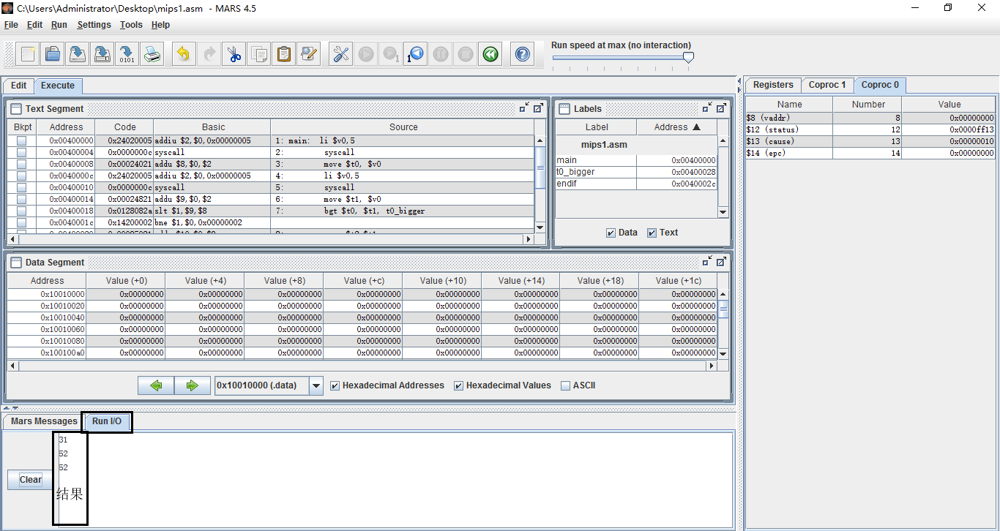 C:\Users\Administrator\Desktop\mips1.asm - MARS 4.5
File Edit Run Settings Tools Help
Run speed at max (no interaction)
Edit Execute
Text Segment
Bkpt Address Code Basic Source
0x00400000 0x24020005 addiu $2,$0,0x00000005 1: main: li $v0,5
0x00400004 0x0000000c syscall 2: syscall
0x00400008 0x00024021 addu $8,$0,$2 3: move $t0, $v0
0x0040000c 0x24020005 addiu $2,$0,0x00000005 4: li $v0,5
0x00400010 0x0000000c syscall 5: syscall
0x00400014 0x00024821 addu $9,$0,$2 6: move $t1, $v0
0x00400018 0x0128082a slt $1,$9,$8 7: bgt $t0, $t1, t0_bigger
0x0040001c 0x14200002 bne $1,$0,0x00000002
Labels
Label Address ▲
mips1.asm
main 0x00400000
t0_bigger 0x00400028
endif 0x0040002c
Data Text
Data Segment
Address Value (+0) Value (+4) Value (+8) Value (+c) Value (+10) Value (+14) Value (+18) Value (+1c)
0x10010000 0x00000000 0x00000000 0x00000000 0x00000000 0x00000000 0x00000000 0x00000000 0x00000000
0x10010020 0x00000000 0x00000000 0x00000000 0x00000000 0x00000000 0x00000000 0x00000000 0x00000000
0x10010040 0x00000000 0x00000000 0x00000000 0x00000000 0x00000000 0x00000000 0x00000000 0x00000000
0x10010060 0x00000000 0x00000000 0x00000000 0x00000000 0x00000000 0x00000000 0x00000000 0x00000000
0x10010080 0x00000000 0x00000000 0x00000000 0x00000000 0x00000000 0x00000000 0x00000000 0x00000000
0x100100a0 0x00000000 0x00000000 0x00000000 0x00000000 0x00000000 0x00000000 0x00000000 0x00000000
0x10010000 (.data) Hexadecimal Addresses Hexadecimal Values ASCII
Mars Messages Run I/O
31
52
52
Clear
结果
Registers Coproc 1 Coproc 0
Name Number Value
$8 (vaddr) 8 0x00000000
$12 (status) 12 0x0000ff13
$13 (cause) 13 0x00000010
$14 (epc) 14 0x00000000